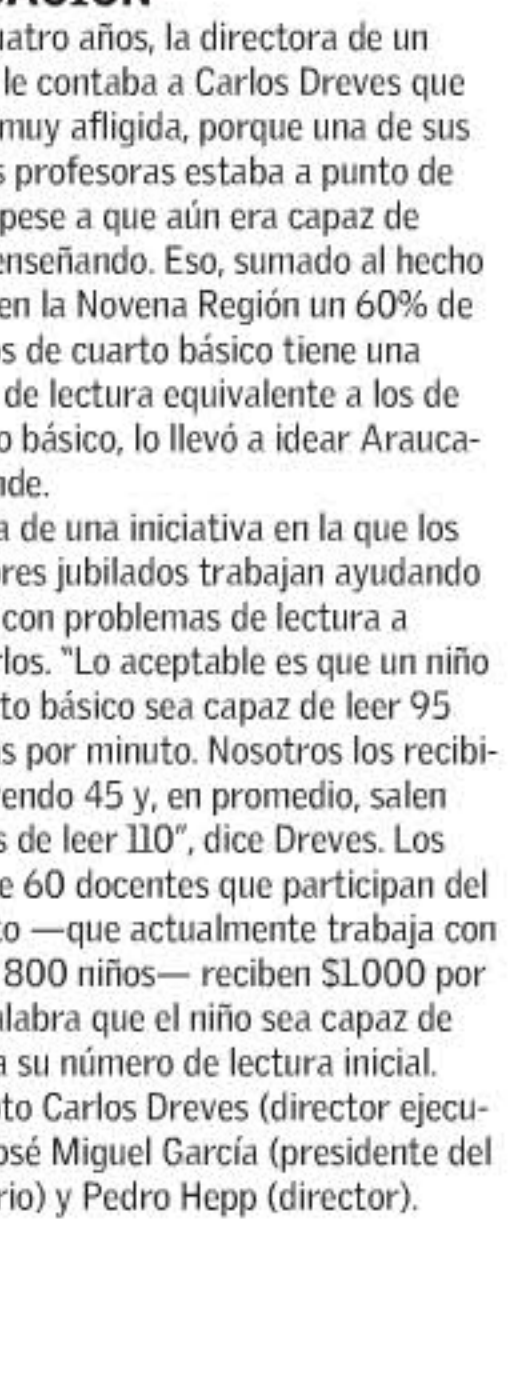 CACIÓN
uatro años, la directora de un
le contaba a Carlos Dreves que
muy afligida, porque una de sus
s profesoras estaba a punto de
pese a que aún era capaz de
enseñando. Eso, sumado al hecho
en la Novena Región un 60% de
os de cuarto básico tiene una
de lectura equivalente a los de
o básico, lo llevó a idear Arauca-
nde.
a de una iniciativa en la que los
ores jubilados trabajan ayudando
con problemas de lectura a
rlos. "Lo aceptable es que un niño
to básico sea capaz de leer 95
s por minuto. Nosotros los recibi-
endo 45 y, en promedio, salen
s de leer 110", dice Dreves. Los
e 60 docentes que participan del
to —que actualmente trabaja con
800 niños— reciben $1.000 por
alabra que el niño sea capaz de
a su número de lectura inicial.
oto Carlos Dreves (director ejecu-
osé Miguel García (presidente del
rio) y Pedro Hepp (director).